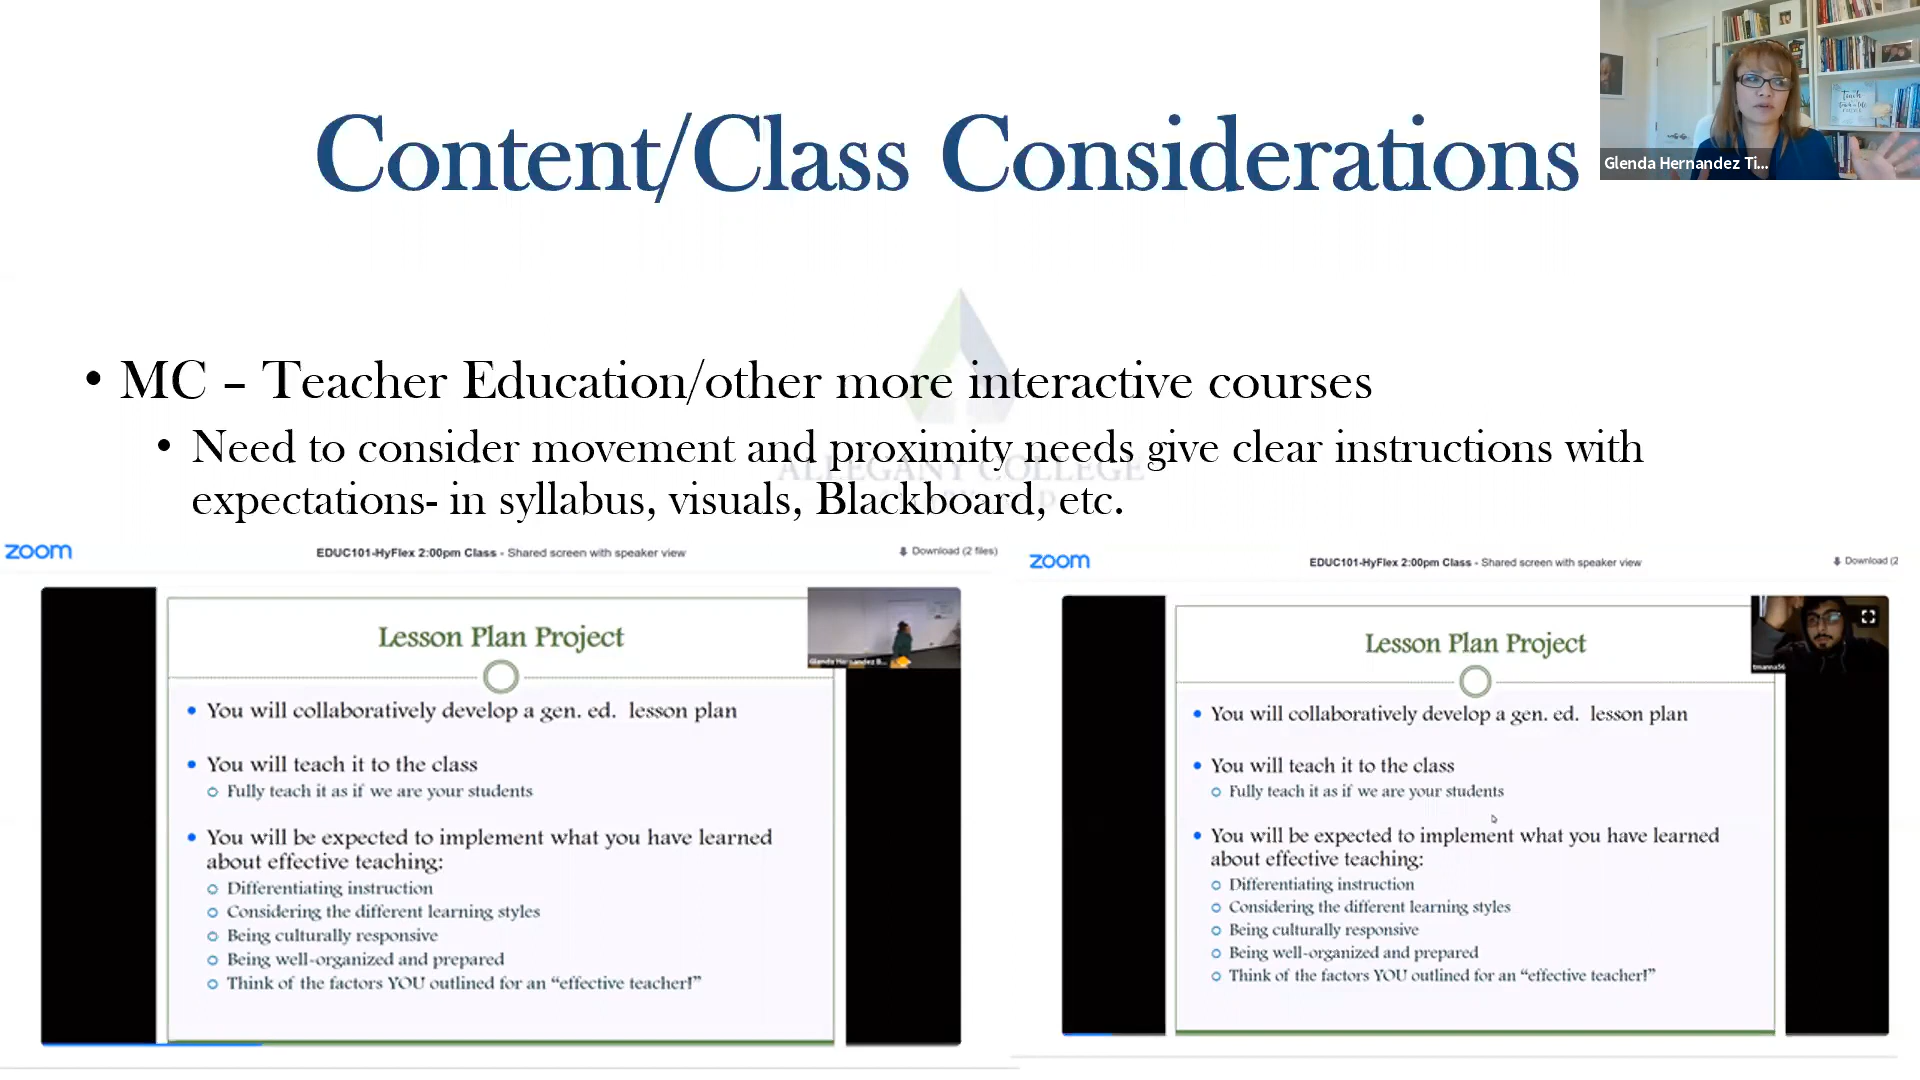 Content/Class Considerations
Glenda Hernandez Ti...
• MC – Teacher Education/other more interactive courses
• Need to consider movement and proximity needs give clear instructions with
expectations- in syllabus, visuals, Blackboard, etc.
ALLEGANY COLLEGE
zoom
EDUC101-HyFlex 2:00pm Class - Shared screen with speaker view
Download (2 files)
Lesson Plan Project
Glenda Hernandez B...
• You will collaboratively develop a gen. ed. lesson plan
• You will teach it to the class
Fully teach it as if we are your students
• You will be expected to implement what you have learned
about effective teaching:
Differentiating instruction
Considering the different learning styles
Being culturally responsive
Being well-organized and prepared
Think of the factors YOU outlined for an “effective teacher!”
zoom
EDUC101-HyFlex 2:00pm Class - Shared screen with speaker view
Download (2
Lesson Plan Project
tmanna56
• You will collaboratively develop a gen. ed. lesson plan
• You will teach it to the class
Fully teach it as if we are your students
• You will be expected to implement what you have learned
about effective teaching:
Differentiating instruction
Considering the different learning styles
Being culturally responsive
Being well-organized and prepared
Think of the factors YOU outlined for an “effective teacher!”